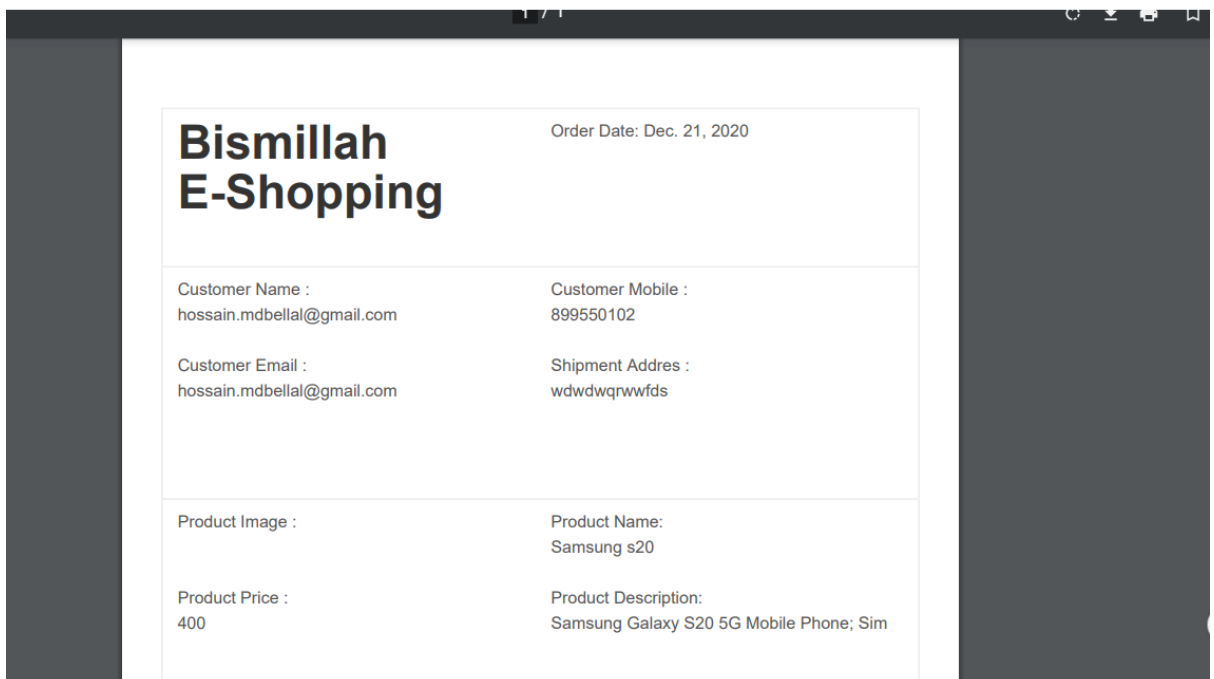 1 / 1
Bismillah
E-Shopping
Order Date: Dec. 21, 2020
Customer Name :
hossain.mdbellal@gmail.com
Customer Mobile :
899550102
Customer Email :
hossain.mdbellal@gmail.com
Shipment Addres :
wdwdwqrwwfds
Product Image :
Product Name:
Samsung s20
Product Price :
400
Product Description:
Samsung Galaxy S20 5G Mobile Phone; Sim